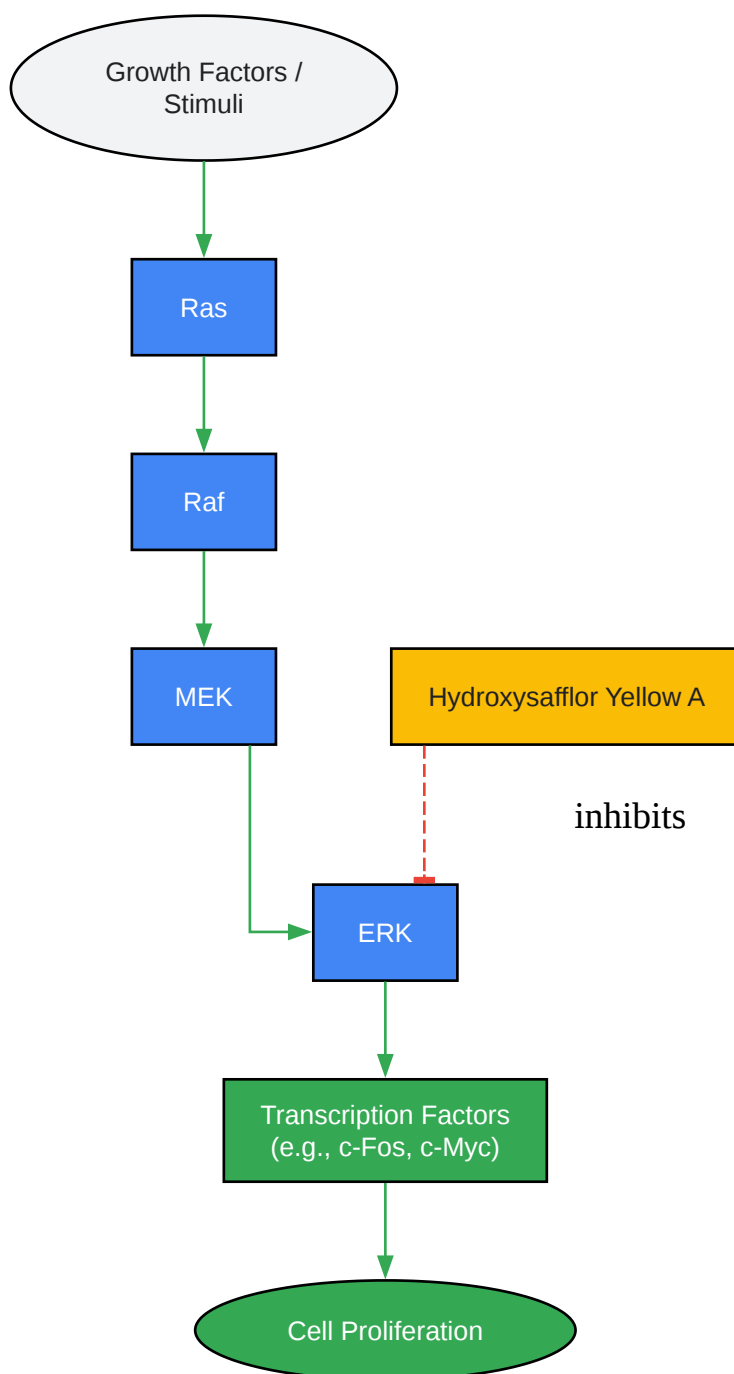 Growth Factors /
Stimuli
Ras
Raf
MEK
Hydroxysafflor Yellow A
inhibits
ERK
Transcription Factors
(e.g., c-Fos, c-Myc)
Cell Proliferation